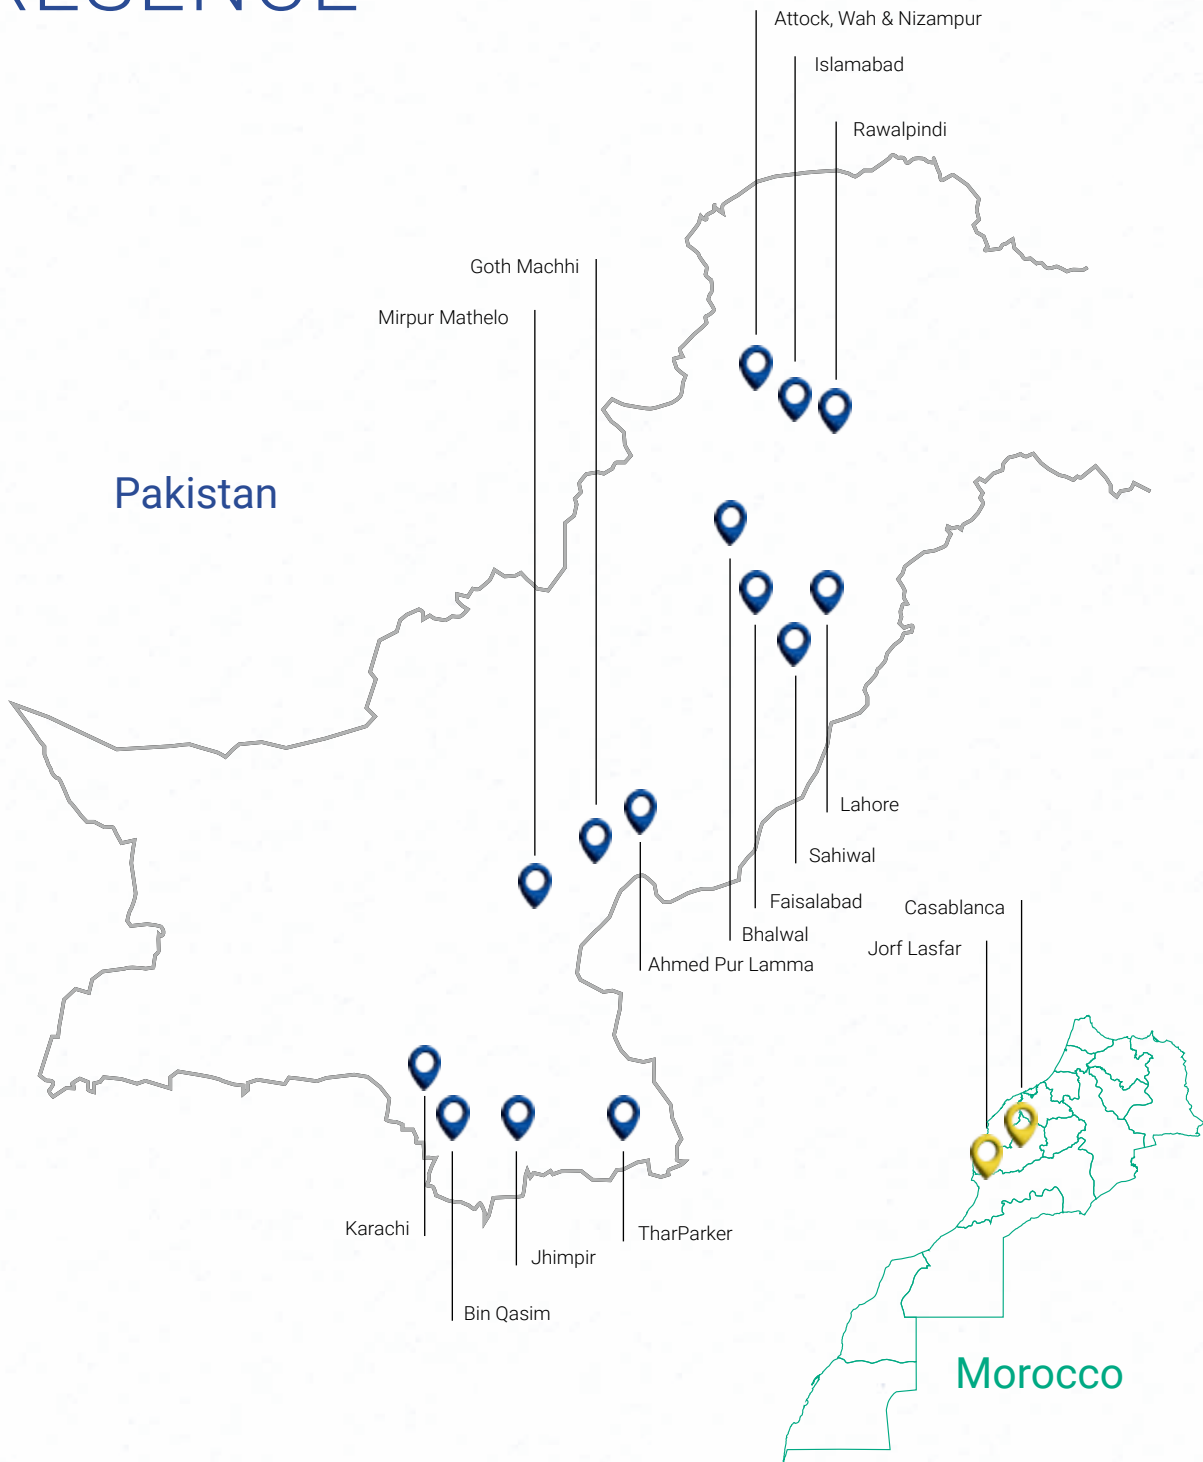 Attock, Wah & Nizampur
Islamabad
Rawalpindi
Goth Machhi
Mirpur Mathelo
Pakistan
Lahore
Sahiwal
Faisalabad
Casablanca
Bhalwal
Jorf Lasfar
Ahmed Pur Lamma
Karachi
TharParker
Jhimpir
Bin Qasim
Morocco